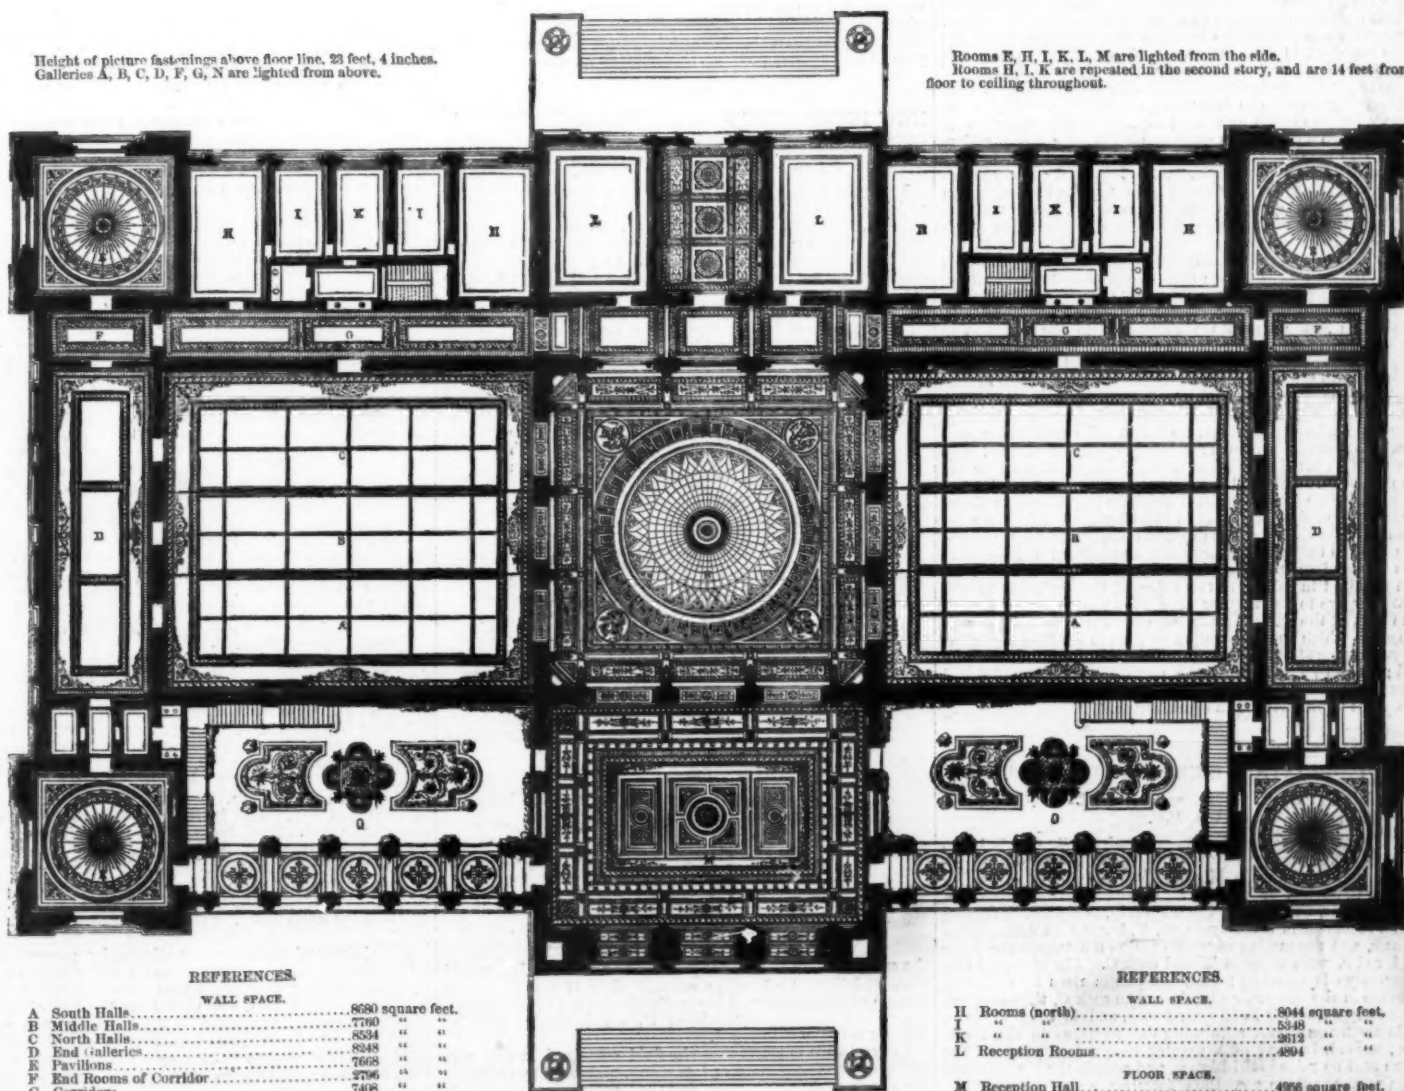 Height of picture fastenings above floor line, 23 feet, 4 inches.
Galleries A, B, C, D, F, G, N are lighted from above.
Rooms E, H, I, K, L, M are lighted from the side.
Rooms H, I, K are repeated in the second story, and are 14 feet from
floor to ceiling throughout.
H I K I H L L H I K I H
F G G F
C C
D B B D
A A
O O
REFERENCES.
WALL SPACE.
A South Halls 8680 square feet.
B Middle Halls 7760 " "
C North Halls 8534 " "
D End Galleries 8248 " "
E Pavilions 7668 " "
F End Rooms of Corridor 2796 " "
G Corridors 7408 " "
REFERENCES.
WALL SPACE.
H Rooms (north) 8044 square feet.
I " " 5348 " "
K " " 2612 " "
L Reception Rooms 4894 " "
FLOOR SPACE.
M Reception Hall square feet.